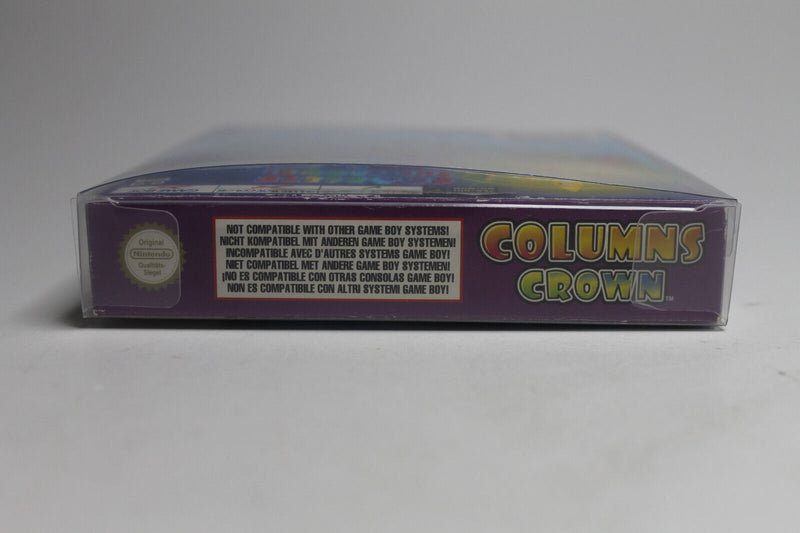 Original
Nintendo
Qualitäts-
Siegel
NOT COMPATIBLE WITH OTHER GAME BOY SYSTEMS!
NICHT KOMPATIBEL MIT ANDEREN GAME BOY SYSTEMEN!
INCOMPATIBLE AVEC D'AUTRES SYSTEMS GAME BOY!
NIET COMPATIBEL MET ANDERE GAME BOY SYSTEMEN!
¡NO ES COMPATIBLE CON OTRAS CONSOLAS GAME BOY!
NON ES COMPATIBILE CON ALTRI SYSTEMI GAME BOY!
COLUMNS
CROWN™